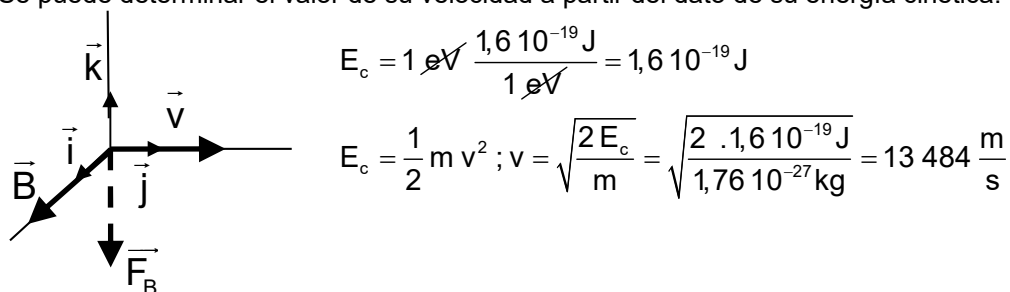 Se puede determinar el valor de su velocidad a partir del dato de su energía cinética:
k⃗
v⃗
i⃗
j⃗
B⃗
F⃗_B
E_c = 1 eV (1,6 10⁻¹⁹ J / 1 eV) = 1,6 10⁻¹⁹ J
E_c = 1/2 m v² ; v = √(2 E_c / m) = √(2 .1,6 10⁻¹⁹ J / 1,76 10⁻²⁷ kg) = 13 484 m/s